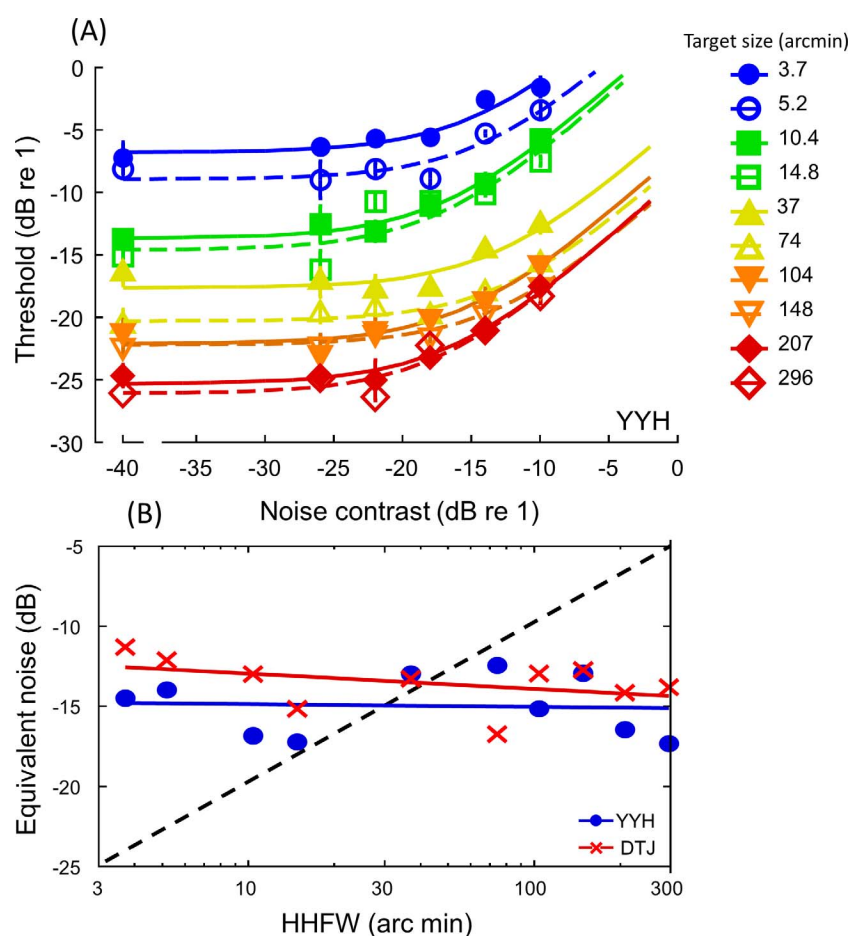 (A)
Target size (arcmin)
3.7
5.2
10.4
14.8
37
74
104
148
207
296
Threshold (dB re 1)
0
-5
-10
-15
-20
-25
-30
YYH
-40 -35 -30 -25 -20 -15 -10 -5 0
Noise contrast (dB re 1)
(B)
Equivalent noise (dB)
-5
-10
-15
-20
-25
YYH
DTJ
3 10 30 100 300
HHFW (arc min)